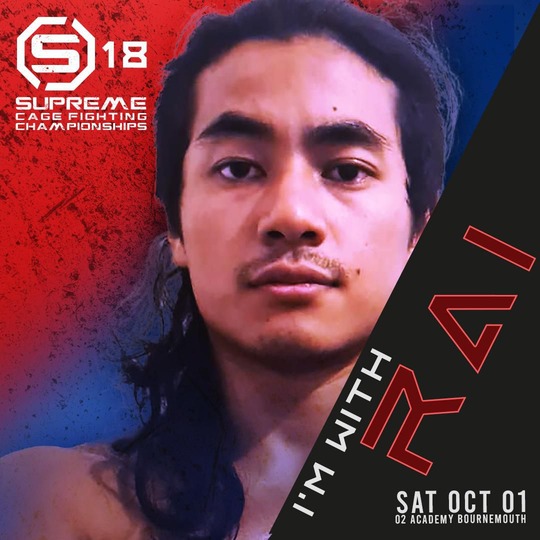 S 18
SUPREME
CAGE FIGHTING
CHAMPIONSHIPS
I'M WITH
RAI
SAT OCT 01
O2 ACADEMY BOURNEMOUTH